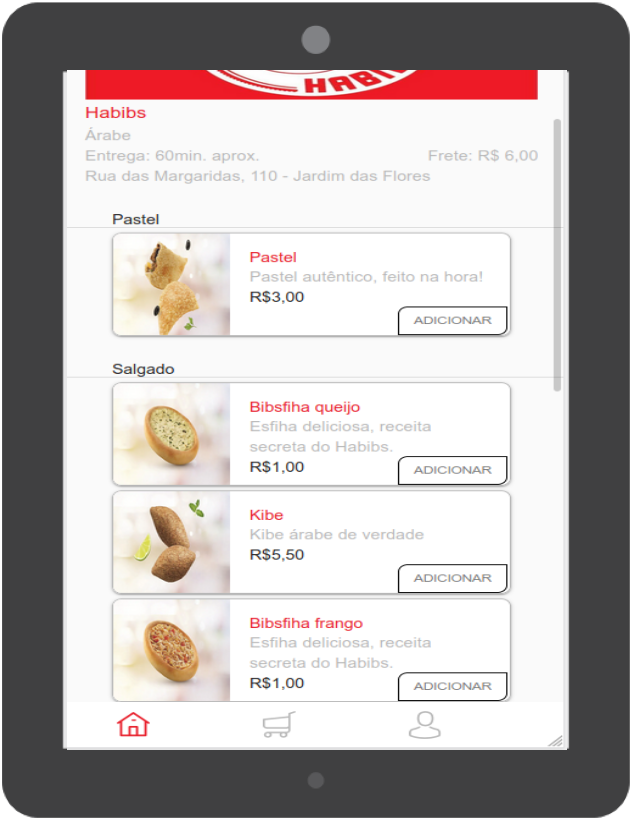 HABIB
Habibs
Árabe
Entrega: 60min. aprox. Frete: R$ 6,00
Rua das Margaridas, 110 - Jardim das Flores
Pastel
Pastel
Pastel autêntico, feito na hora!
R$3,00
ADICIONAR
Salgado
Bibsfiha queijo
Esfiha deliciosa, receita
secreta do Habibs.
R$1,00
ADICIONAR
Kibe
Kibe árabe de verdade
R$5,50
ADICIONAR
Bibsfiha frango
Esfiha deliciosa, receita
secreta do Habibs.
R$1,00
ADICIONAR